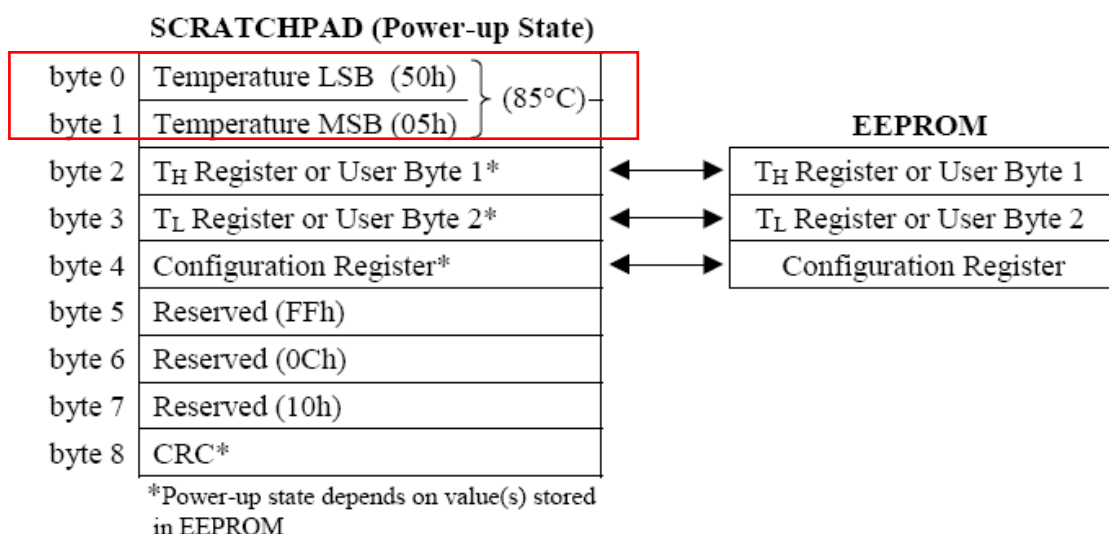 SCRATCHPAD (Power-up State)
byte 0 Temperature LSB (50h)
(85°C)
byte 1 Temperature MSB (05h)
EEPROM
byte 2 TH Register or User Byte 1* TH Register or User Byte 1
byte 3 TL Register or User Byte 2* TL Register or User Byte 2
byte 4 Configuration Register* Configuration Register
byte 5 Reserved (FFh)
byte 6 Reserved (0Ch)
byte 7 Reserved (10h)
byte 8 CRC*
*Power-up state depends on value(s) stored
in EEPROM